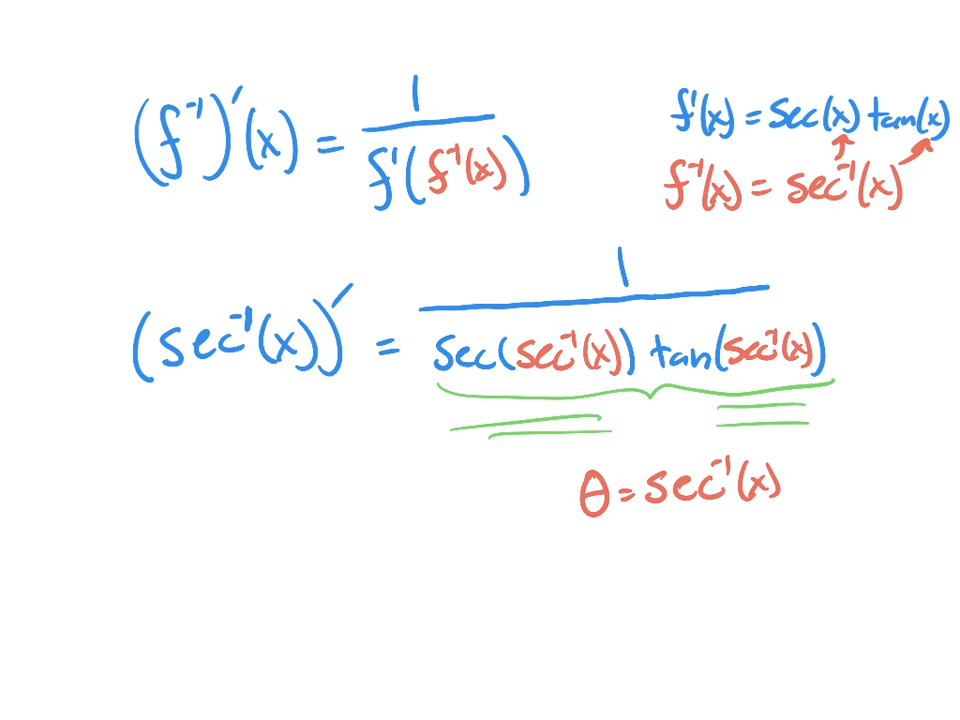 (f⁻¹)′(x) = 1 / f′(f⁻¹(x))
f′(x) = sec(x) tan(x)
f⁻¹(x) = sec⁻¹(x)
(sec⁻¹(x))′ = 1 / sec(sec⁻¹(x)) tan(sec⁻¹(x))
θ = sec⁻¹(x)